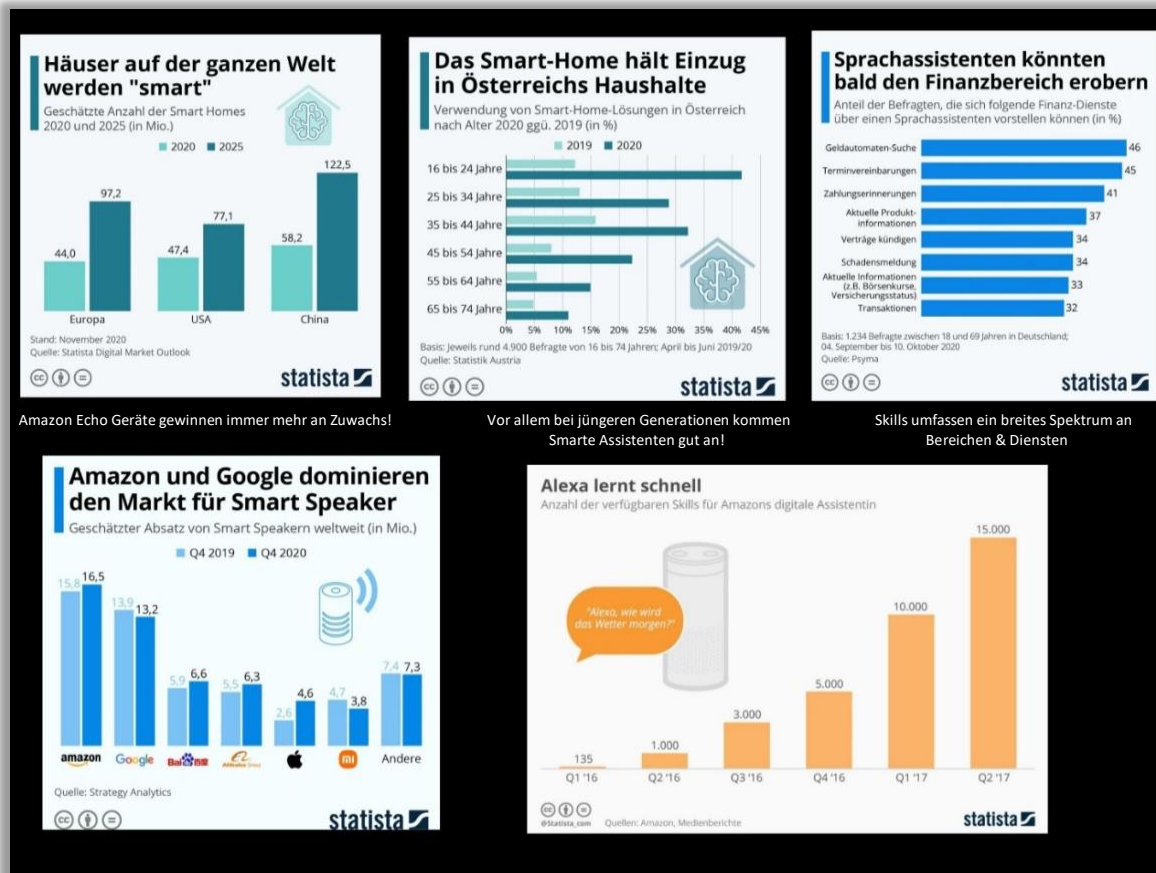 Häuser auf der ganzen Welt
werden "smart"
Geschätzte Anzahl der Smart Homes
2020 und 2025 (in Mio.)
2020 2025
44,0 97,2 47,4 77,1 58,2 122,5
Europa USA China
Stand: November 2020
Quelle: Statista Digital Market Outlook
statista
Amazon Echo Geräte gewinnen immer mehr an Zuwachs!
Das Smart-Home hält Einzug
in Österreichs Haushalte
Verwendung von Smart-Home-Lösungen in Österreich
nach Alter 2020 ggü. 2019 (in %)
2019 2020
16 bis 24 Jahre
25 bis 34 Jahre
35 bis 44 Jahre
45 bis 54 Jahre
55 bis 64 Jahre
65 bis 74 Jahre
0% 5% 10% 15% 20% 25% 30% 35% 40% 45%
Basis: Jeweils rund 4.900 Befragte von 16 bis 74 Jahren; April bis Juni 2019/20
Quelle: Statistik Austria
statista
Vor allem bei jüngeren Generationen kommen
Smarte Assistenten gut an!
Sprachassistenten könnten
bald den Finanzbereich erobern
Anteil der Befragten, die sich folgende Finanz-Dienste
über einen Sprachassistenten vorstellen können (in %)
Geldautomaten-Suche 46
Terminvereinbarungen 45
Zahlungserinnerungen 41
Aktuelle Produkt-
informationen 37
Verträge kündigen 34
Schadensmeldung 34
Aktuelle Informationen
(z.B. Börsenkurse, 33
Versicherungsstatus)
Transaktionen 32
Basis: 1.234 Befragte zwischen 18 und 69 Jahren in Deutschland;
04. September bis 10. Oktober 2020
Quelle: Psyma
statista
Skills umfassen ein breites Spektrum an
Bereichen & Diensten
Amazon und Google dominieren
den Markt für Smart Speaker
Geschätzter Absatz von Smart Speakern weltweit (in Mio.)
Q4 2019 Q4 2020
15,8 16,5 13,9 13,2 5,9 6,6 5,5 6,3 2,6 4,6 4,7 3,8 7,4 7,3
amazon Google Bai百度 Alibaba Group mi Andere
Quelle: Strategy Analytics
statista
Alexa lernt schnell
Anzahl der verfügbaren Skills für Amazons digitale Assistentin
"Alexa, wie wird
das Wetter morgen?"
135 1.000 3.000 5.000 10.000 15.000
Q1 '16 Q2 '16 Q3 '16 Q4 '16 Q1 '17 Q2 '17
@Statista_com Quellen: Amazon, Medienberichte
statista